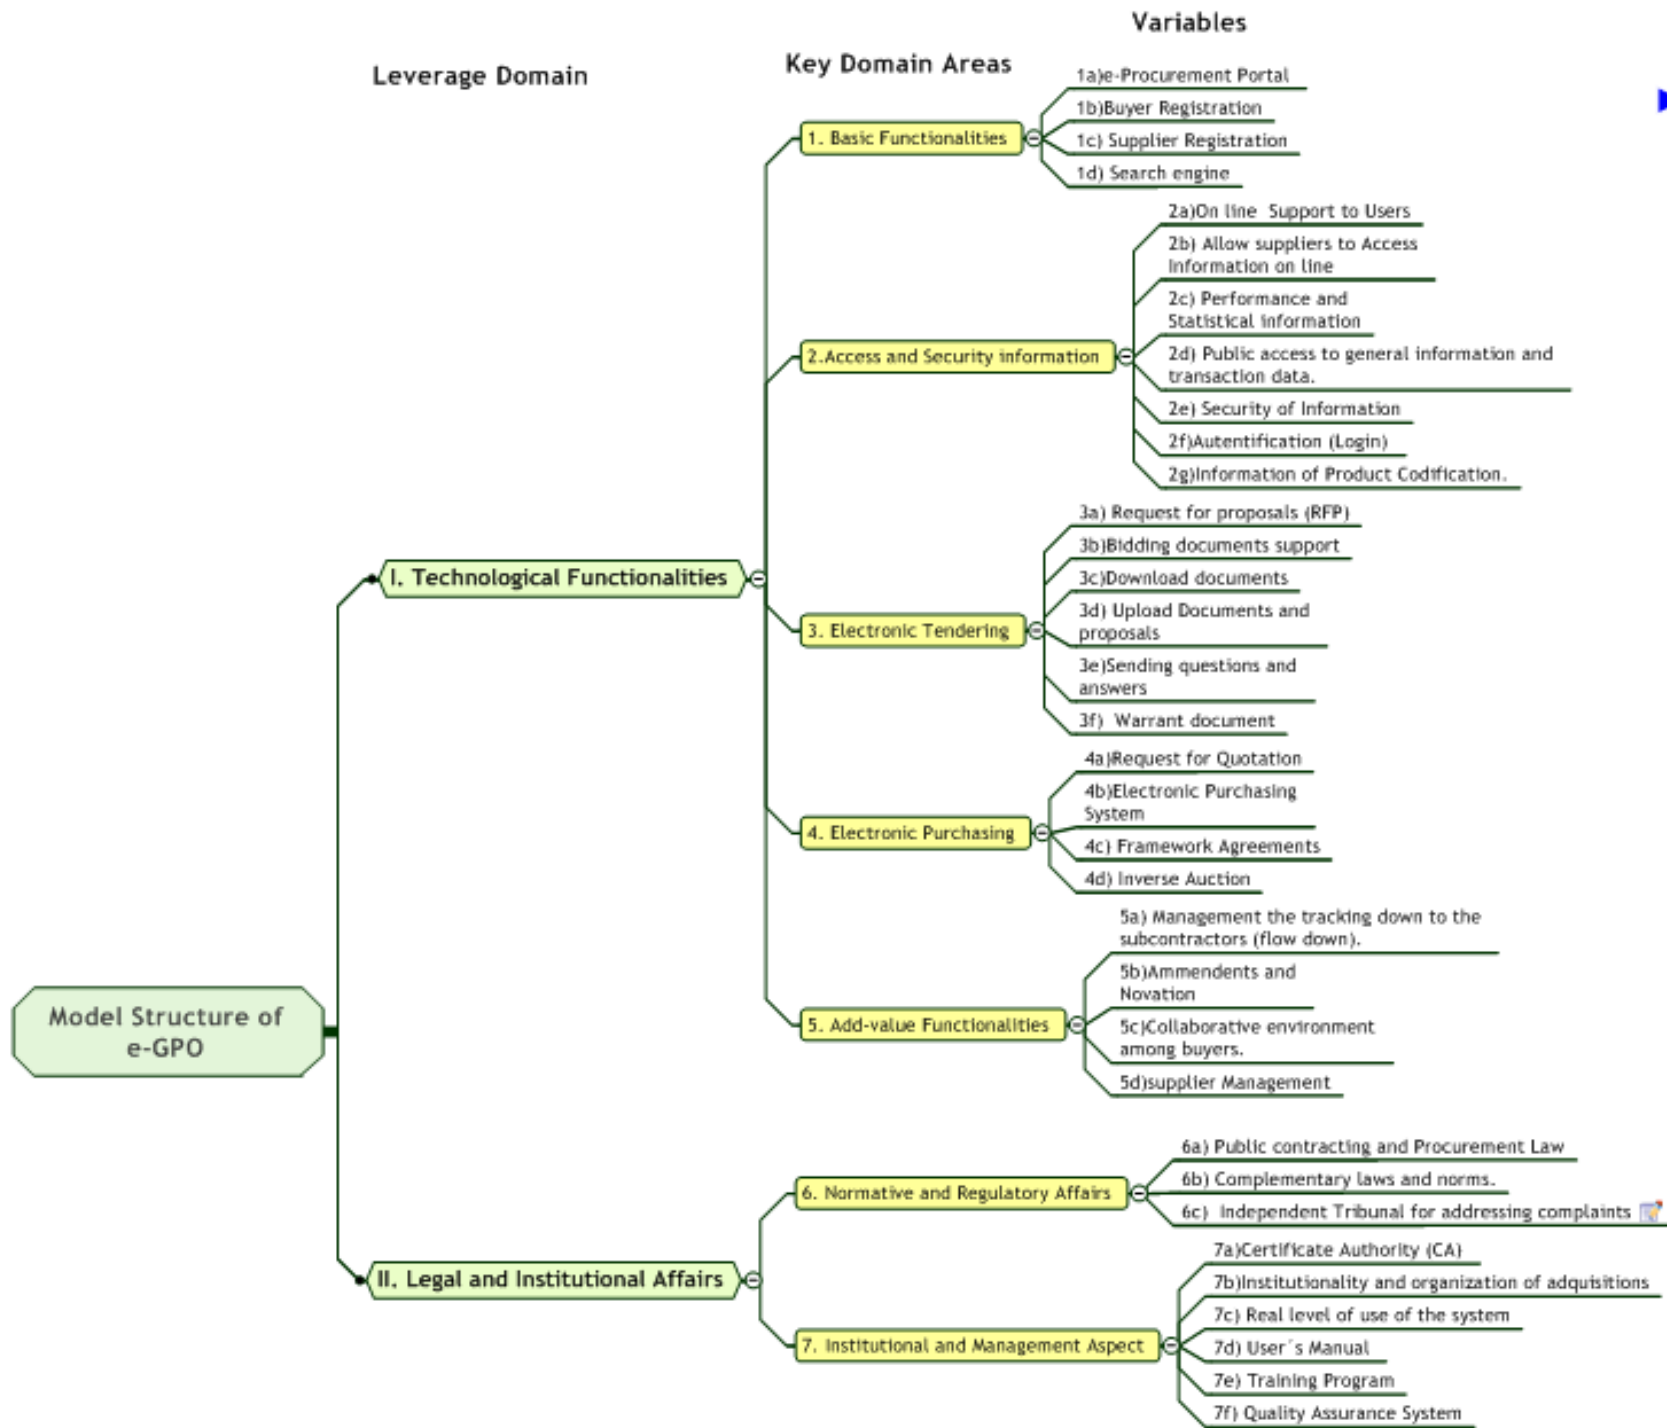 Variables
Key Domain Areas
Leverage Domain
1a)e-Procurement Portal
1b)Buyer Registration
1. Basic Functionalities
1c) Supplier Registration
1d) Search engine
2a)On line  Support to Users
2b) Allow suppliers to Access
Information on line
2c) Performance and
Statistical information
2.Access and Security information
2d) Public access to general information and
transaction data.
2e) Security of Information
2f)Autentification (Login)
2g)Information of Product Codification.
3a) Request for proposals (RFP)
3b)Bidding documents support
I. Technological Functionalities
3c)Download documents
3d) Upload Documents and
proposals
3. Electronic Tendering
3e)Sending questions and
answers
3f)  Warrant document
4a)Request for Quotation
4b)Electronic Purchasing
System
4. Electronic Purchasing
4c) Framework Agreements
4d) Inverse Auction
5a) Management the tracking down to the
subcontractors (flow down).
5b)Ammendents and
Novation
Model Structure of
e-GPO
5. Add-value Functionalities
5c)Collaborative environment
among buyers.
5d)supplier Management
6a) Public contracting and Procurement Law
6. Normative and Regulatory Affairs
6b) Complementary laws and norms.
6c)  Independent Tribunal for addressing complaints
7a)Certificate Authority (CA)
II. Legal and Institutional Affairs
7b)Institutionality and organization of adquisitions
7c) Real level of use of the system
7. Institutional and Management Aspect
7d) User´s Manual
7e) Training Program
7f) Quality Assurance System